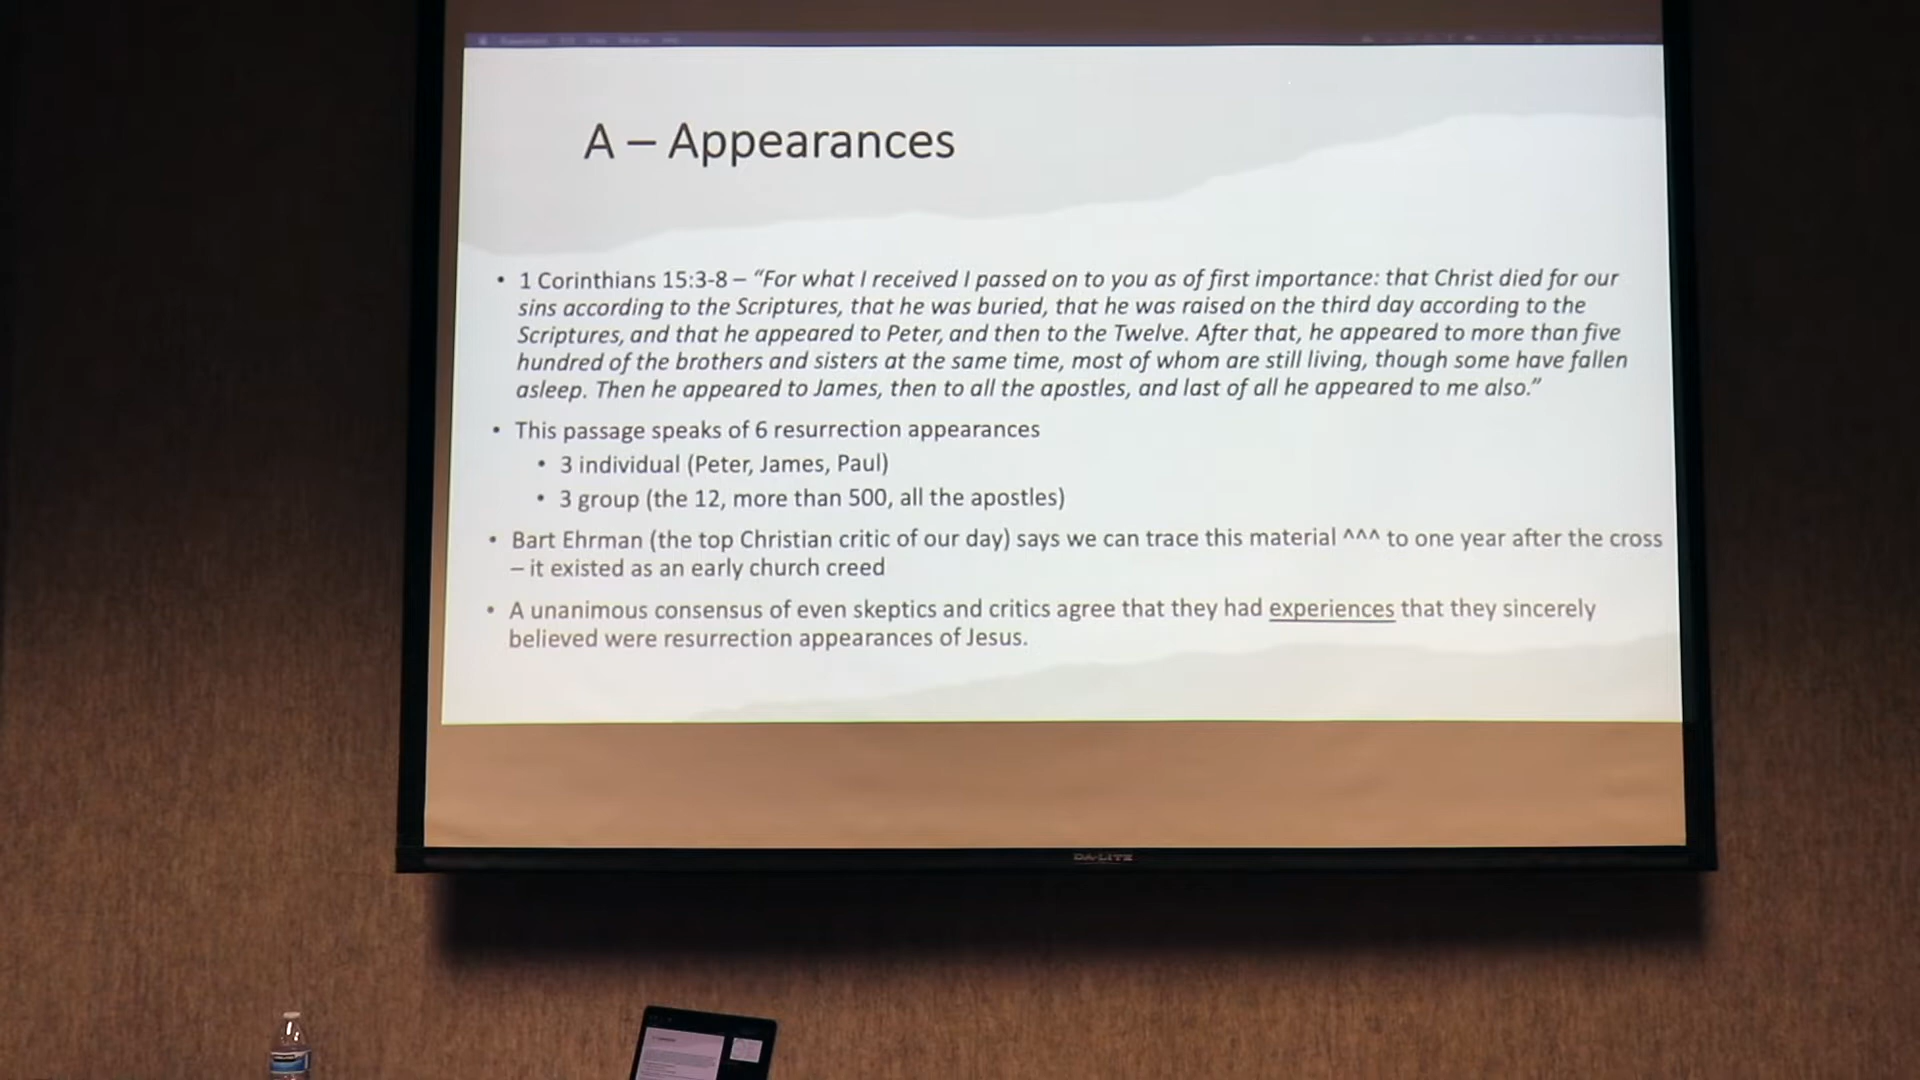 A – Appearances
• 1 Corinthians 15:3-8 – “For what I received I passed on to you as of first importance: that Christ died for our
sins according to the Scriptures, that he was buried, that he was raised on the third day according to the
Scriptures, and that he appeared to Peter, and then to the Twelve. After that, he appeared to more than five
hundred of the brothers and sisters at the same time, most of whom are still living, though some have fallen
asleep. Then he appeared to James, then to all the apostles, and last of all he appeared to me also.”
• This passage speaks of 6 resurrection appearances
• 3 individual (Peter, James, Paul)
• 3 group (the 12, more than 500, all the apostles)
• Bart Ehrman (the top Christian critic of our day) says we can trace this material ^^^ to one year after the cross
– it existed as an early church creed
• A unanimous consensus of even skeptics and critics agree that they had experiences that they sincerely
believed were resurrection appearances of Jesus.
DA-LITE